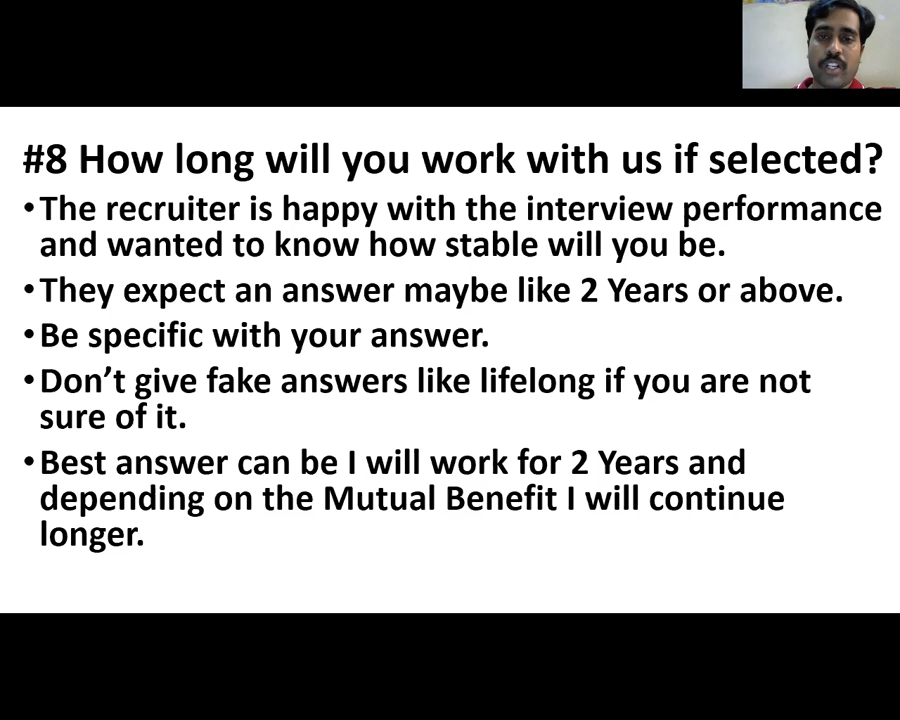 #8 How long will you work with us if selected?
•The recruiter is happy with the interview performance
and wanted to know how stable will you be.
•They expect an answer maybe like 2 Years or above.
•Be specific with your answer.
•Don’t give fake answers like lifelong if you are not
sure of it.
•Best answer can be I will work for 2 Years and
depending on the Mutual Benefit I will continue
longer.